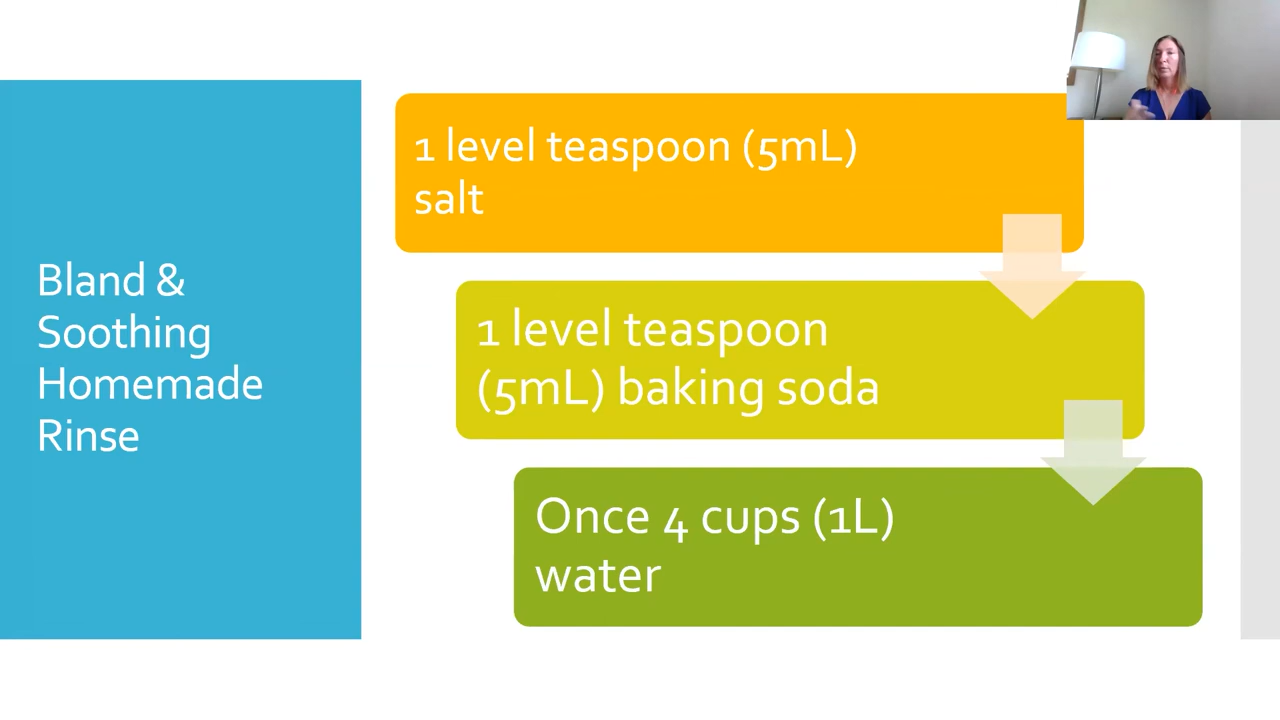 Bland &
Soothing
Homemade
Rinse
1 level teaspoon (5mL)
salt
1 level teaspoon
(5mL) baking soda
Once 4 cups (1L)
water